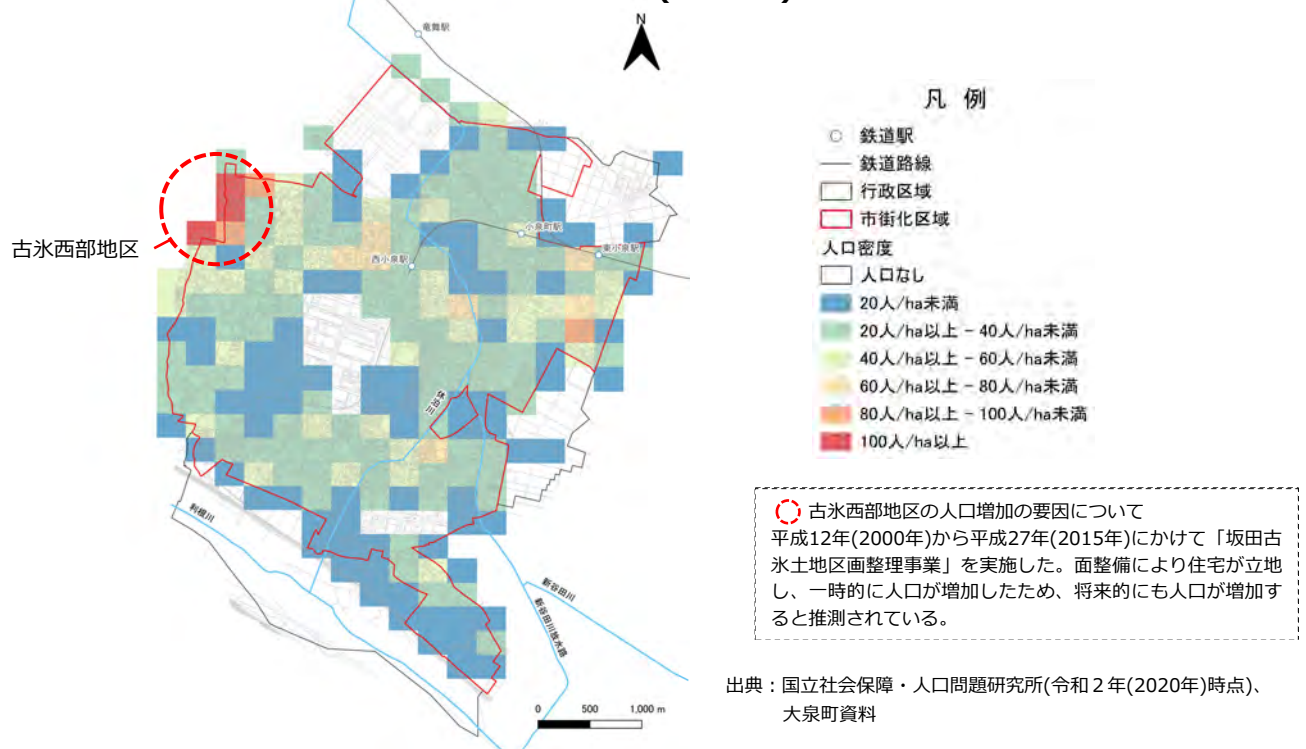 N
竜舞駅
古氷西部地区
小泉町駅
東小泉駅
西小泉駅
休泊川
利根川
新谷田川
新谷田川放水路
0 500 1,000 m
凡 例
鉄道駅
鉄道路線
行政区域
市街化区域
人口密度
人口なし
20人/ha未満
20人/ha以上 - 40人/ha未満
40人/ha以上 - 60人/ha未満
60人/ha以上 - 80人/ha未満
80人/ha以上 - 100人/ha未満
100人/ha以上
古氷西部地区の人口増加の要因について
平成12年(2000年)から平成27年(2015年)にかけて「坂田古
氷土地区画整理事業」を実施した。面整備により住宅が立地
し、一時的に人口が増加したため、将来的にも人口が増加す
ると推測されている。
出典：国立社会保障・人口問題研究所(令和２年(2020年)時点)、
大泉町資料